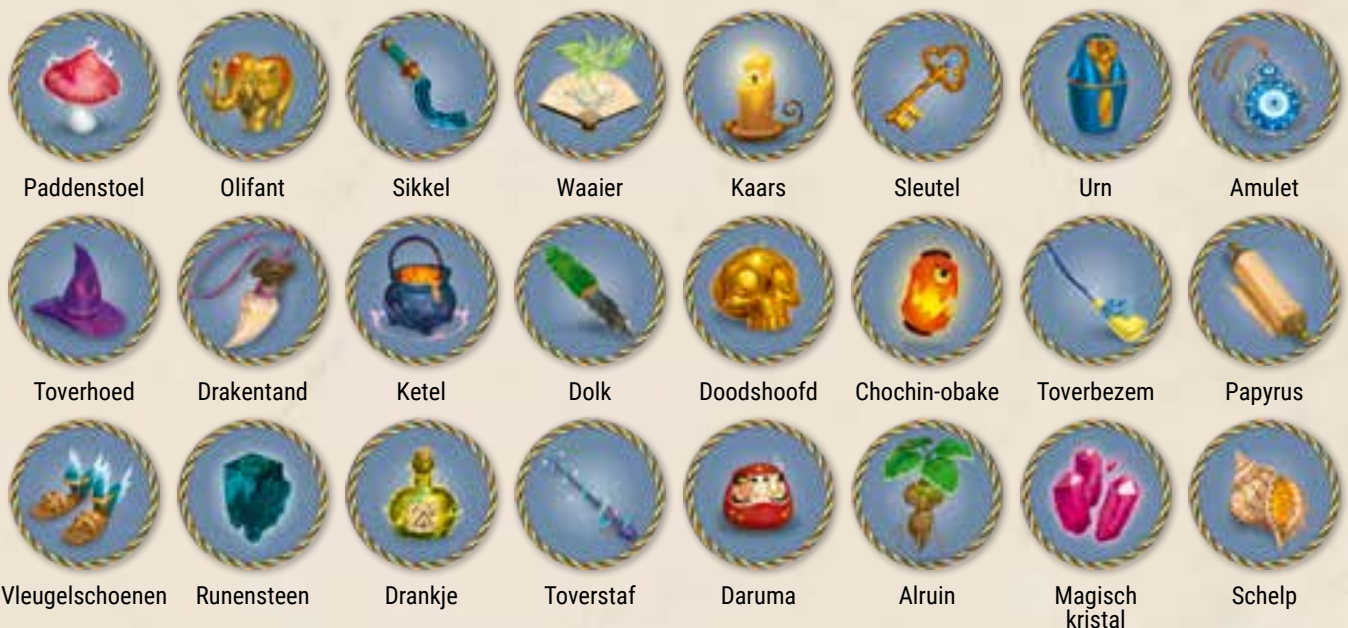 Paddenstoel Olifant Sikkel Waaier Kaars Sleutel Urn Amulet
Toverhoed Drakentand Ketel Dolk Doodshoofd Chochin-obake Toverbezem Papyrus
Vleugelschoenen Runensteen Drankje Toverstaf Daruma Alruin Magisch kristal Schelp